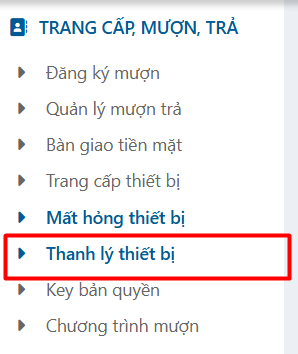 TRANG CẤP, MƯỢN, TRẢ
Đăng ký mượn
Quản lý mượn trả
Bàn giao tiền mặt
Trang cấp thiết bị
Mất hỏng thiết bị
Thanh lý thiết bị
Key bản quyền
Chương trình mượn